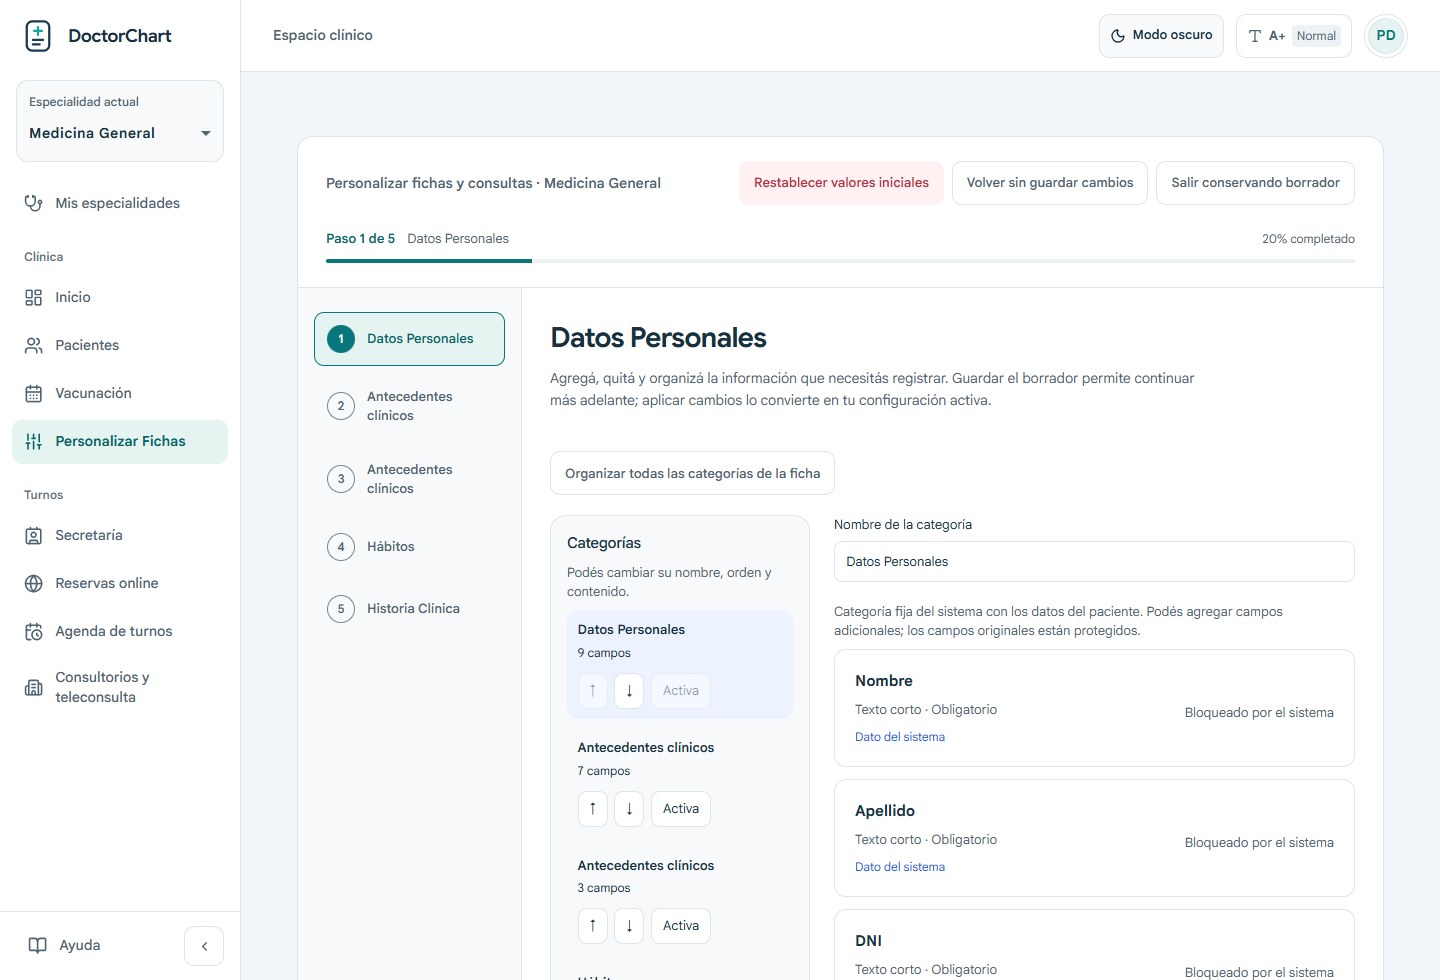 DoctorChart
Espacio clínico
Modo oscuro
A+ Normal
PD
Especialidad actual
Medicina General
Mis especialidades
Clínica
Inicio
Pacientes
Vacunación
Personalizar Fichas
Turnos
Secretaría
Reservas online
Agenda de turnos
Consultorios y
teleconsulta
Ayuda
Personalizar fichas y consultas · Medicina General
Restablecer valores iniciales
Volver sin guardar cambios
Salir conservando borrador
Paso 1 de 5 Datos Personales
20% completado
1 Datos Personales
2 Antecedentes
clínicos
3 Antecedentes
clínicos
4 Hábitos
5 Historia Clínica
Datos Personales
Agregá, quitá y organizá la información que necesitás registrar. Guardar el borrador permite continuar
más adelante; aplicar cambios lo convierte en tu configuración activa.
Organizar todas las categorías de la ficha
Categorías
Podés cambiar su nombre, orden y
contenido.
Datos Personales
9 campos
↑ ↓ Activa
Antecedentes clínicos
7 campos
↑ ↓ Activa
Antecedentes clínicos
3 campos
↑ ↓ Activa
Nombre de la categoría
Datos Personales
Categoría fija del sistema con los datos del paciente. Podés agregar campos
adicionales; los campos originales están protegidos.
Nombre
Texto corto · Obligatorio
Bloqueado por el sistema
Dato del sistema
Apellido
Texto corto · Obligatorio
Bloqueado por el sistema
Dato del sistema
DNI
Texto corto · Obligatorio
Bloqueado por el sistema